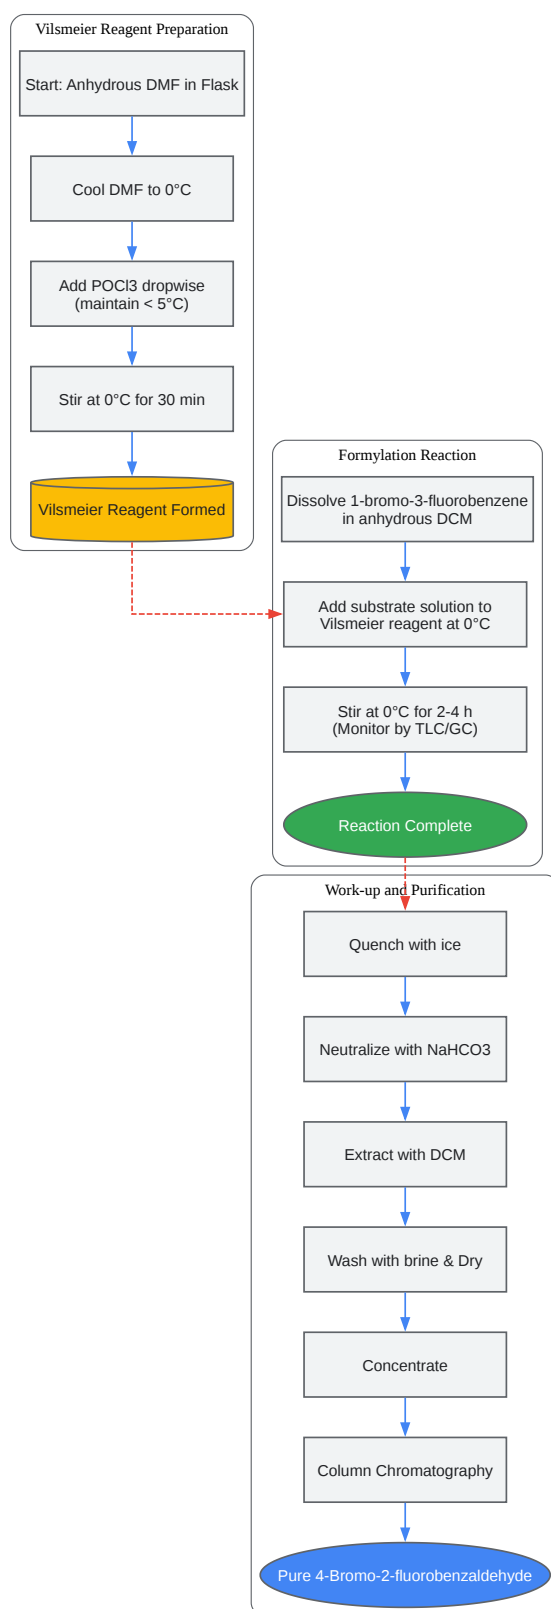 Vilsmeier Reagent Preparation
Start: Anhydrous DMF in Flask
Cool DMF to 0°C
Add POCl3 dropwise
(maintain < 5°C)
Stir at 0°C for 30 min
Vilsmeier Reagent Formed
Formylation Reaction
Dissolve 1-bromo-3-fluorobenzene
in anhydrous DCM
Add substrate solution to
Vilsmeier reagent at 0°C
Stir at 0°C for 2-4 h
(Monitor by TLC/GC)
Reaction Complete
Work-up and Purification
Quench with ice
Neutralize with NaHCO3
Extract with DCM
Wash with brine & Dry
Concentrate
Column Chromatography
Pure 4-Bromo-2-fluorobenzaldehyde